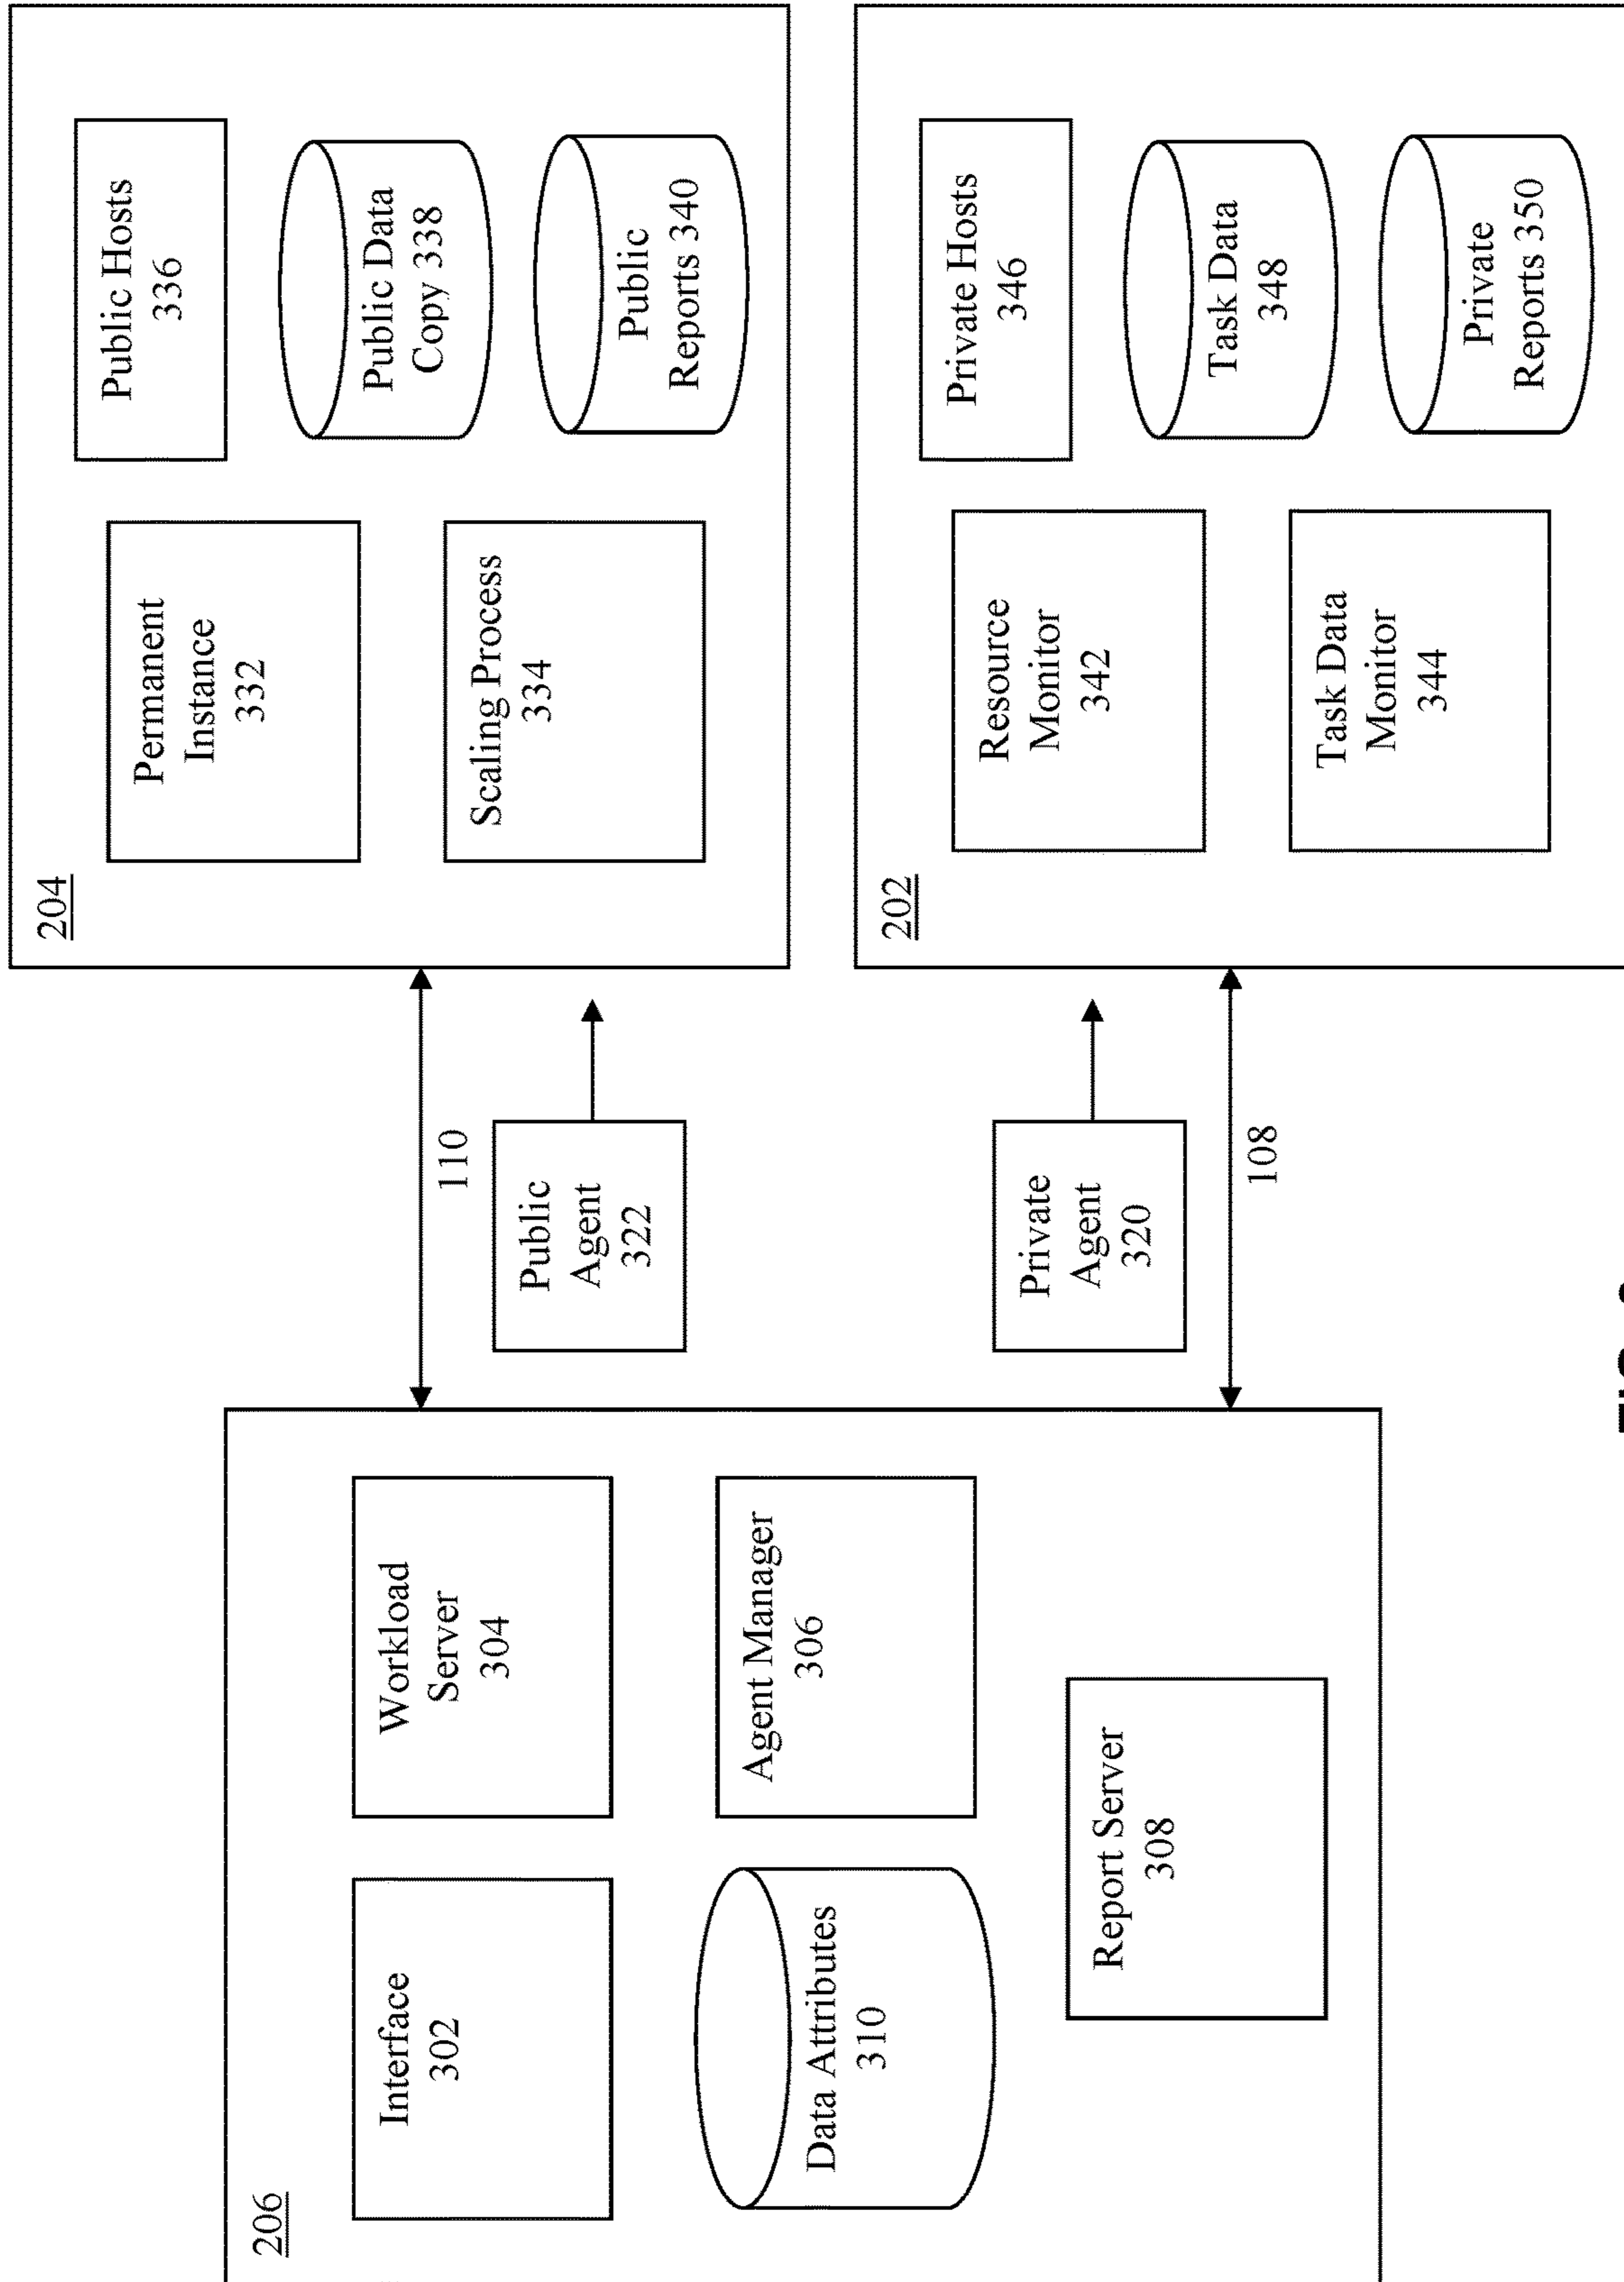 206
Interface
302
Workload
Server
304
Data Attributes
310
Agent Manager
306
Report Server
308
110
Public
Agent
322
Private
Agent
320
108
204
Permanent
Instance
332
Public Hosts
336
Scaling Process
334
Public Data
Copy 338
Public
Reports 340
202
Resource
Monitor
342
Private Hosts
346
Task Data
Monitor
344
Task Data
348
Private
Reports 350